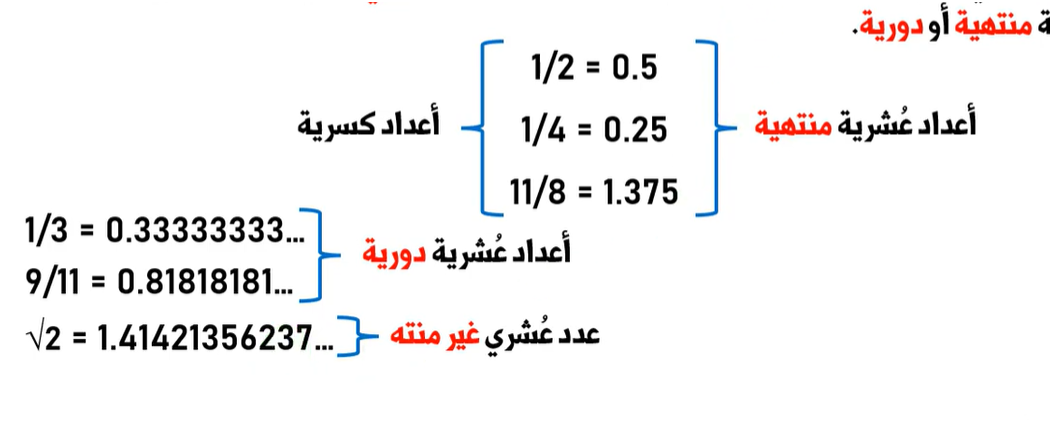 ة منتهية أو دورية.
1/2 = 0.5
أعداد عُشرية منتهية
1/4 = 0.25
أعداد كسرية
11/8 = 1.375
1/3 = 0.33333333...
أعداد عُشرية دورية
9/11 = 0.81818181...
√2 = 1.41421356237...
عدد عُشري غير منته